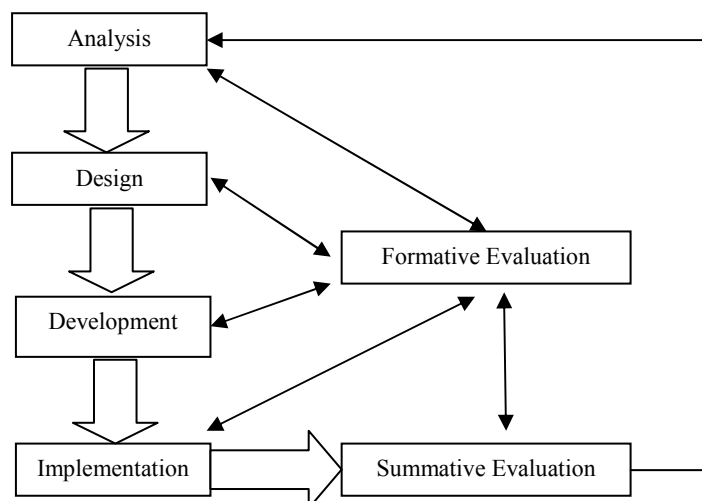 Analysis
Design
Formative Evaluation
Development
Implementation
Summative Evaluation